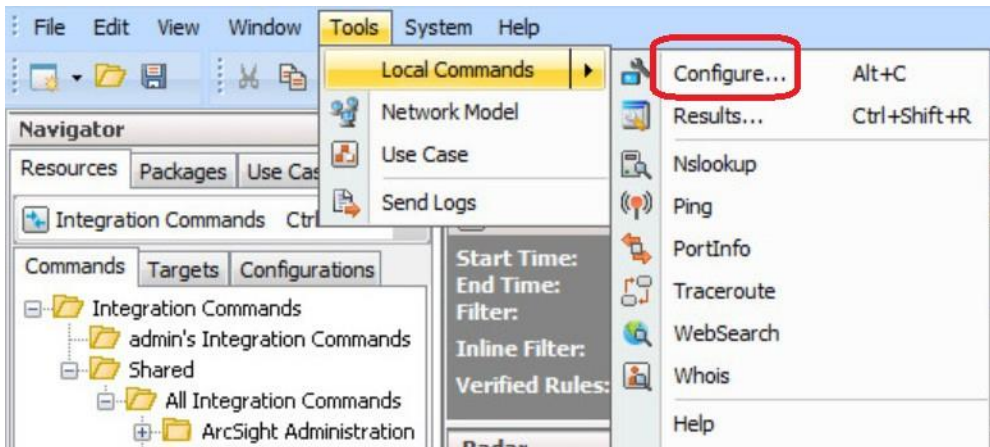 File Edit View Window Tools System Help
Local Commands
Network Model
Use Case
Send Logs
Configure... Alt+C
Results... Ctrl+Shift+R
Nslookup
Ping
PortInfo
Traceroute
WebSearch
Whois
Help
Navigator
Resources Packages Use Cas
Integration Commands Ctrl
Commands Targets Configurations
Integration Commands
admin's Integration Commands
Shared
All Integration Commands
ArcSight Administration
Start Time:
End Time:
Filter:
Inline Filter:
Verified Rules:
Radar